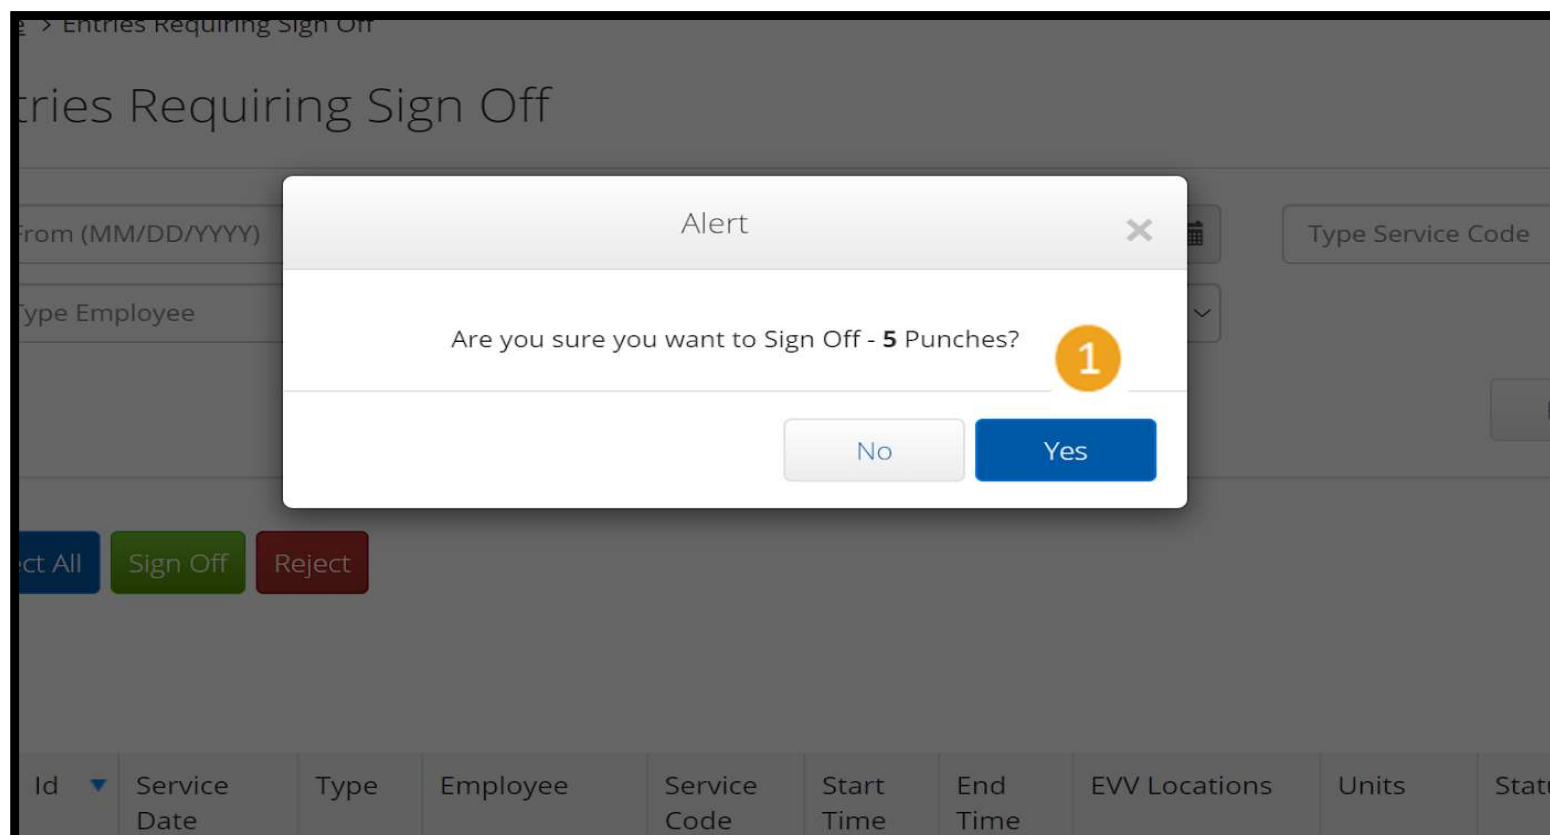 > Entries Requiring Sign Off
tries Requiring Sign Off
Alert
From (MM/DD/YYYY)
Type Service Code
Type Employee
Are you sure you want to Sign Off - 5 Punches?
1
No
Yes
ect All
Sign Off
Reject
Id
Service Date
Type
Employee
Service Code
Start Time
End Time
EVV Locations
Units
Statu